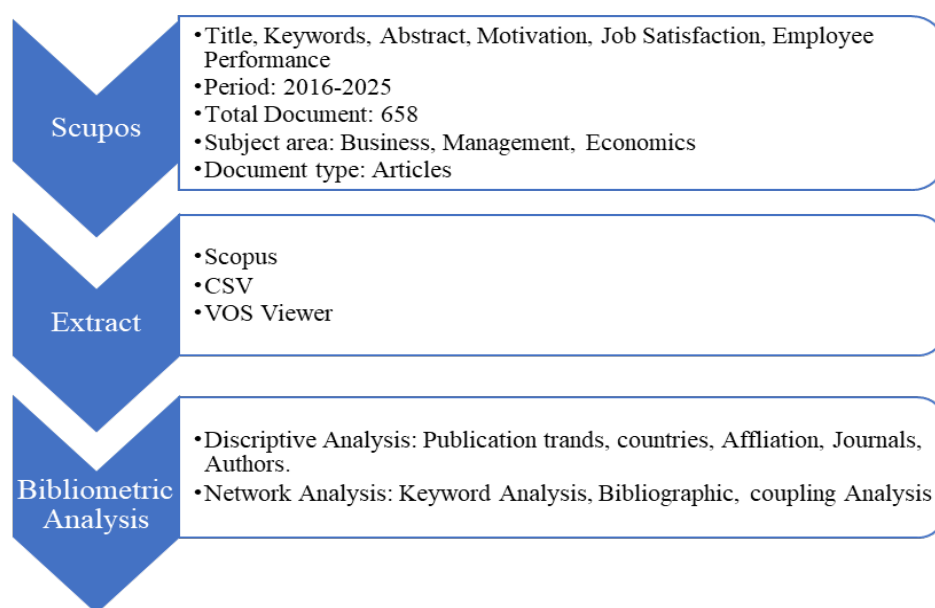 Scupos
•Title, Keywords, Abstract, Motivation, Job Satisfaction, Employee
Performance
•Period: 2016-2025
•Total Document: 658
•Subject area: Business, Management, Economics
•Document type: Articles
Extract
•Scopus
•CSV
•VOS Viewer
Bibliometric
Analysis
•Discriptive Analysis: Publication trands, countries, Affliation, Journals,
Authors.
•Network Analysis: Keyword Analysis, Bibliographic, coupling Analysis